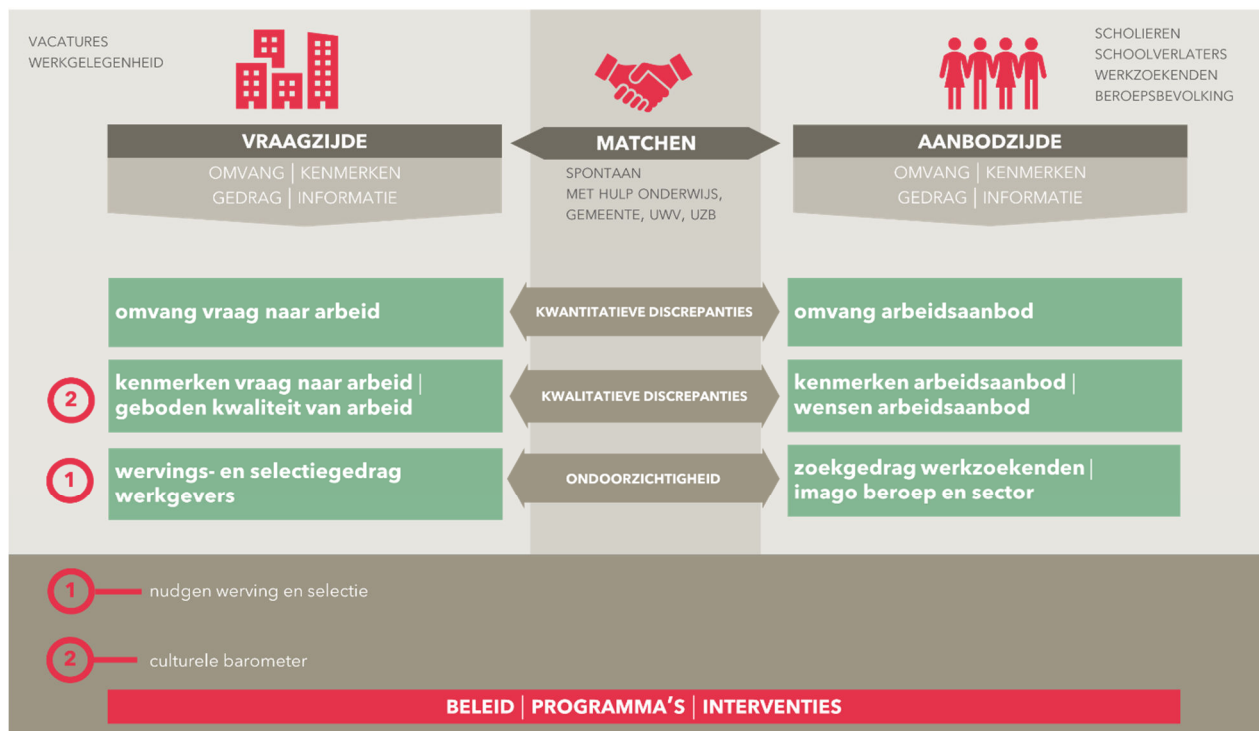 VACATURES
WERKGELEGENHEID
SCHOLIEREN
SCHOOLVERLATERS
WERKZOEKENDEN
BEROEPSBEVOLKING
VRAAGZIJDE
OMVANG | KENMERKEN
GEDRAG | INFORMATIE
MATCHEN
SPONTAAN
MET HULP ONDERWIJS,
GEMEENTE, UWV, UZB
AANBODZIJDE
OMVANG | KENMERKEN
GEDRAG | INFORMATIE
omvang vraag naar arbeid
KWANTITATIEVE DISCREPANTIES
omvang arbeidsaanbod
2
kenmerken vraag naar arbeid |
geboden kwaliteit van arbeid
KWALITATIEVE DISCREPANTIES
kenmerken arbeidsaanbod |
wensen arbeidsaanbod
1
wervings- en selectiegedrag
werkgevers
ONDOORZICHTIGHEID
zoekgedrag werkzoekenden |
imago beroep en sector
1 nudgen werving en selectie
2 culturele barometer
BELEID | PROGRAMMA'S | INTERVENTIES